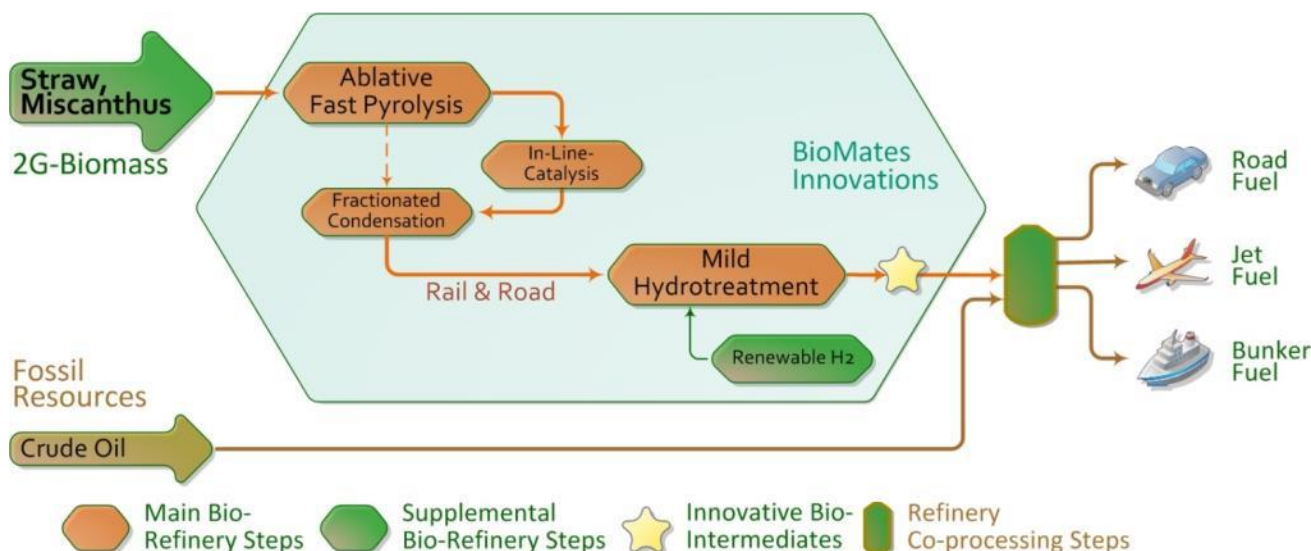 Straw,
Miscanthus
2G-Biomass
Ablative
Fast Pyrolysis
In-Line-
Catalysis
Fractionated
Condensation
BioMates
Innovations
Mild
Hydrotreatment
Rail & Road
Renewable H2
Road
Fuel
Jet
Fuel
Bunker
Fuel
Fossil
Resources
Crude Oil
Main Bio-
Refinery Steps
Supplemental
Bio-Refinery Steps
Innovative Bio-
Intermediates
Refinery
Co-processing Steps